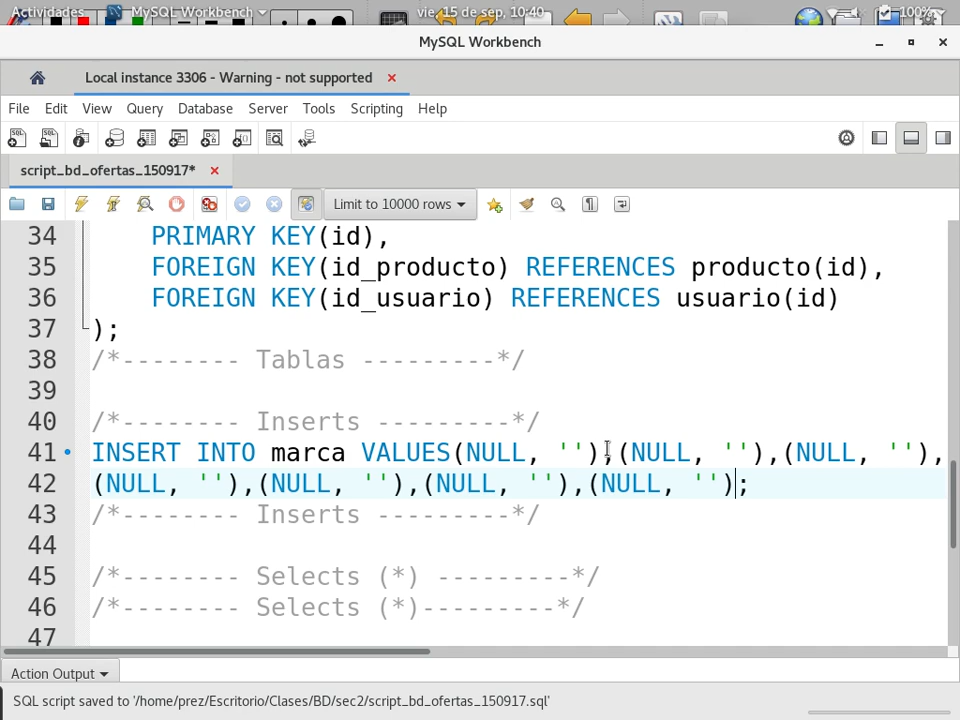 Actividades MySQL Workbench vie, 15 de sep, 10:40 100%
MySQL Workbench
Local instance 3306 - Warning - not supported
File Edit View Query Database Server Tools Scripting Help
script_bd_ofertas_150917*
Limit to 10000 rows
34 PRIMARY KEY(id),
35 FOREIGN KEY(id_producto) REFERENCES producto(id),
36 FOREIGN KEY(id_usuario) REFERENCES usuario(id)
37 );
38 /*-------- Tablas ---------*/
39
40 /*-------- Inserts ---------*/
41 INSERT INTO marca VALUES(NULL, ''),(NULL, ''),(NULL, ''),
42 (NULL, ''),(NULL, ''),(NULL, ''),(NULL, '');
43 /*-------- Inserts ---------*/
44
45 /*-------- Selects (*) ---------*/
46 /*-------- Selects (*)---------*/
47
Action Output
SQL script saved to '/home/prez/Escritorio/Clases/BD/sec2/script_bd_ofertas_150917.sql'